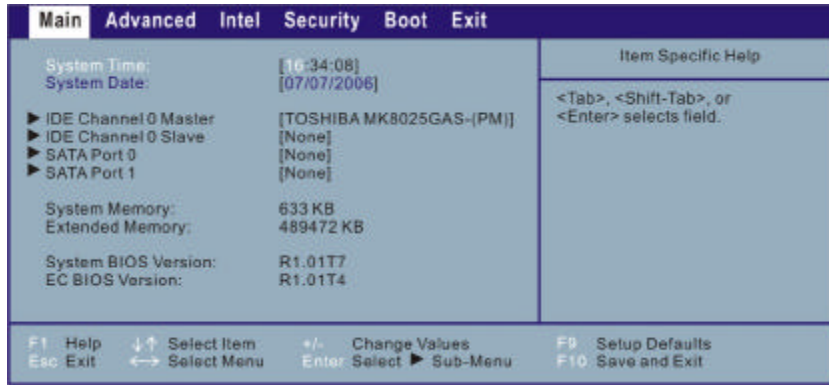 Main Advanced Intel Security Boot Exit
System Time: [16:34:08]
System Date: [07/07/2006]
▶ IDE Channel 0 Master [TOSHIBA MK8025GAS-(PM)]
▶ IDE Channel 0 Slave [None]
▶ SATA Port 0 [None]
▶ SATA Port 1 [None]
System Memory: 633 KB
Extended Memory: 489472 KB
System BIOS Version: R1.01T7
EC BIOS Version: R1.01T4
Item Specific Help
<Tab>, <Shift-Tab>, or
<Enter> selects field.
F1 Help ↓↑ Select Item +/- Change Values F9 Setup Defaults
Esc Exit ←→ Select Menu Enter Select ▶ Sub-Menu F10 Save and Exit